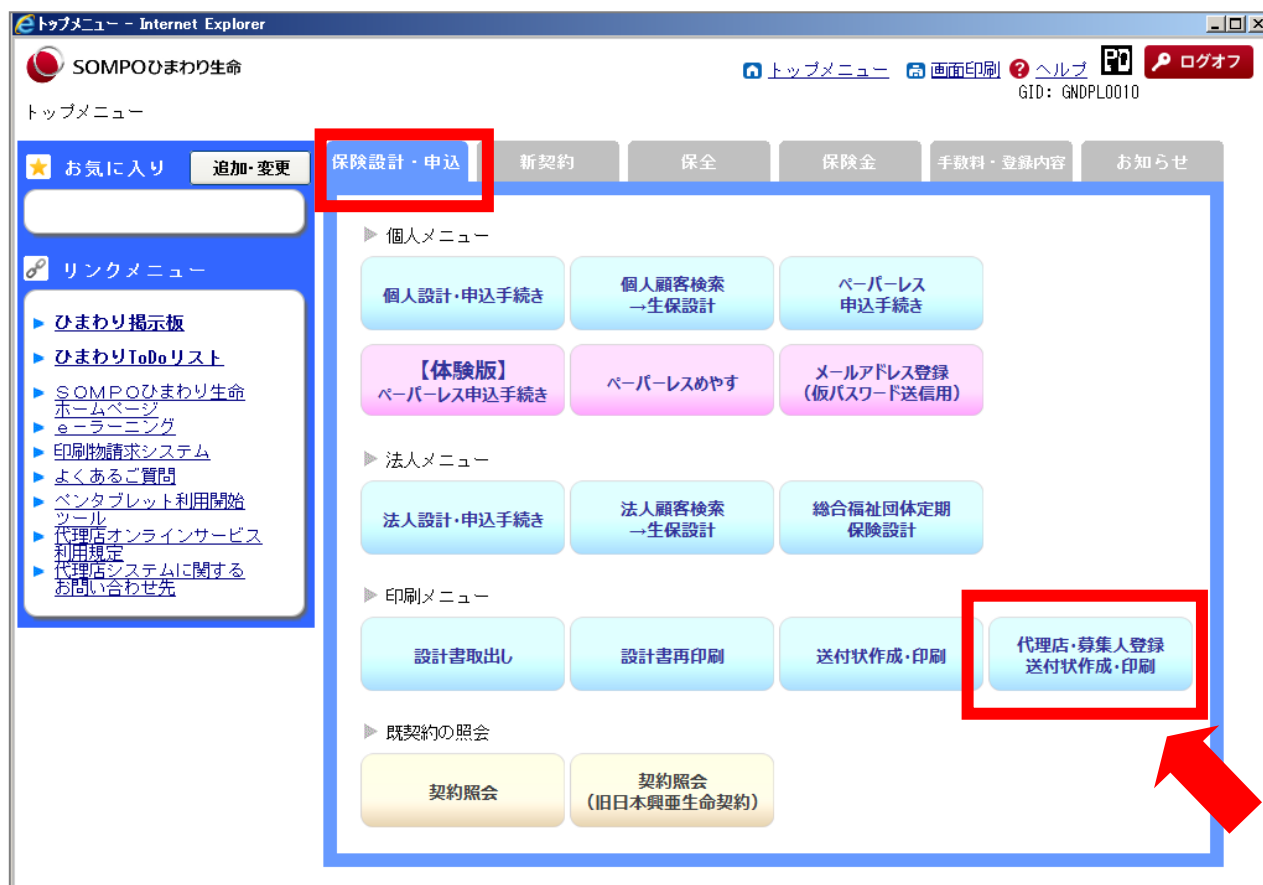 トップメニュー - Internet Explorer
SOMPOひまわり生命
トップメニュー 画面印刷 ヘルプ ログオフ
GID: GNDPL0010
トップメニュー
お気に入り 追加・変更
リンクメニュー
ひまわり掲示板
ひまわりToDoリスト
SOMPOひまわり生命
ホームページ
e-ラーニング
印刷物請求システム
よくあるご質問
ペンタブレット利用開始
ツール
代理店オンラインサービス
利用規定
代理店システムに関する
お問い合わせ先
保険設計・申込 新契約 保全 保険金 手数料・登録内容 お知らせ
個人メニュー
個人設計・申込手続き
個人顧客検索
→生保設計
ペーパーレス
申込手続き
【体験版】
ペーパーレス申込手続き
ペーパーレスめやす
メールアドレス登録
(仮パスワード送信用)
法人メニュー
法人設計・申込手続き
法人顧客検索
→生保設計
総合福祉団体定期
保険設計
印刷メニュー
設計書取出し
設計書再印刷
送付状作成・印刷
代理店・募集人登録
送付状作成・印刷
既契約の照会
契約照会
契約照会
(旧日本興亜生命契約)